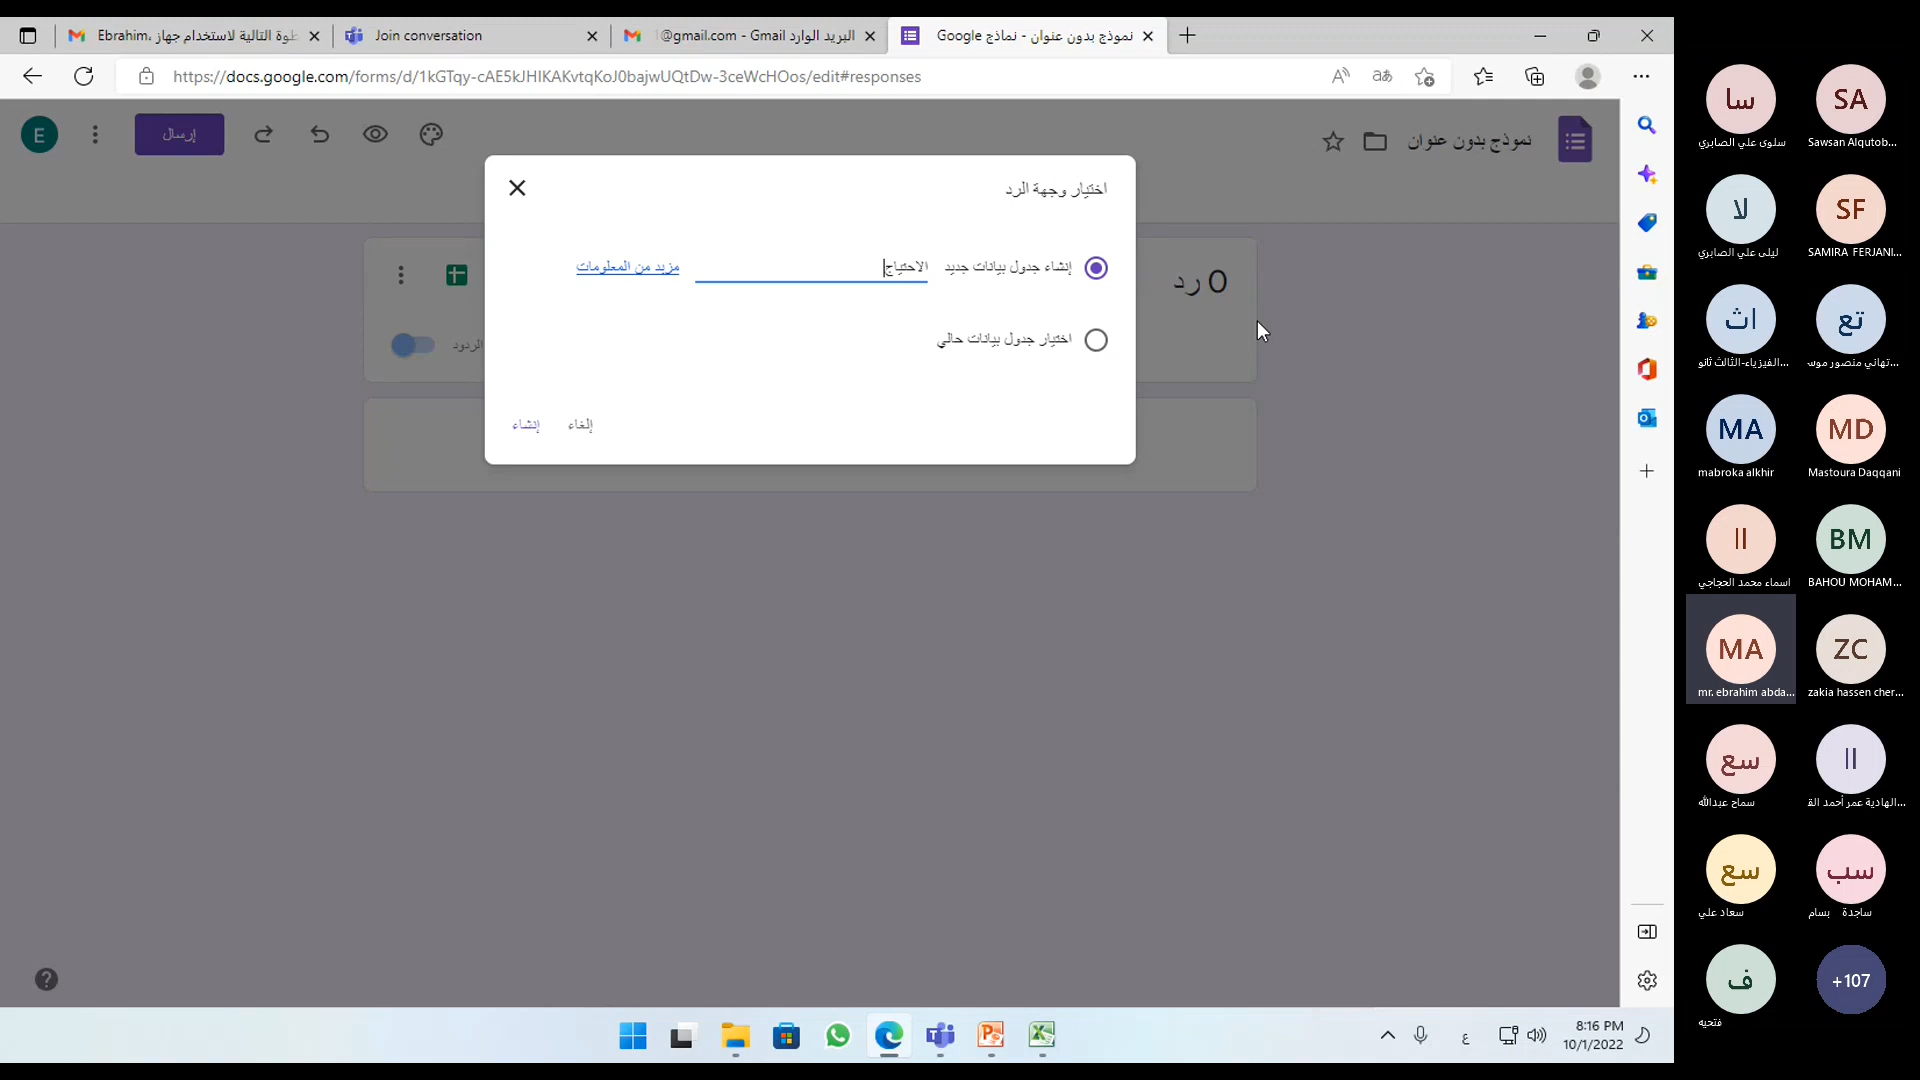 Ebrahim، طوة التالية لاستخدام جهاز
Join conversation
@gmail.com - Gmail البريد الوارد
نموذج بدون عنوان - نماذج Google
https://docs.google.com/forms/d/1kGTqy-cAE5kJHIKAKvtqKoJ0bajwUQtDw-3ceWcHOos/edit#responses
E
إرسال
نموذج بدون عنوان
اختيار وجهة الرد
إنشاء جدول بيانات جديد
الاحتياج
مزيد من المعلومات
0 رد
اختيار جدول بيانات حالي
الردود
إلغاء
إنشاء
سا
سلوى علي الصابري
SA
Sawsan Alqutob...
لا
ليلى علي الصابري
SF
SAMIRA FERJANI...
اث
...الفيزياء-الثالث ثانو
تع
...تهاني منصور موس
MA
mabroka alkhir
MD
Mastoura Daqqani
اا
اسماء محمد الحجاجي
BM
BAHOU MOHAM...
MA
mr. ebrahim abda...
ZC
zakia hassen cher...
سع
سماح عبدالله
اا
...الهادية عمر أحمد الق
سع
سعاد علي
سب
ساجدة بسام
ف
فتحيه
+107
ع
8:16 PM
10/1/2022